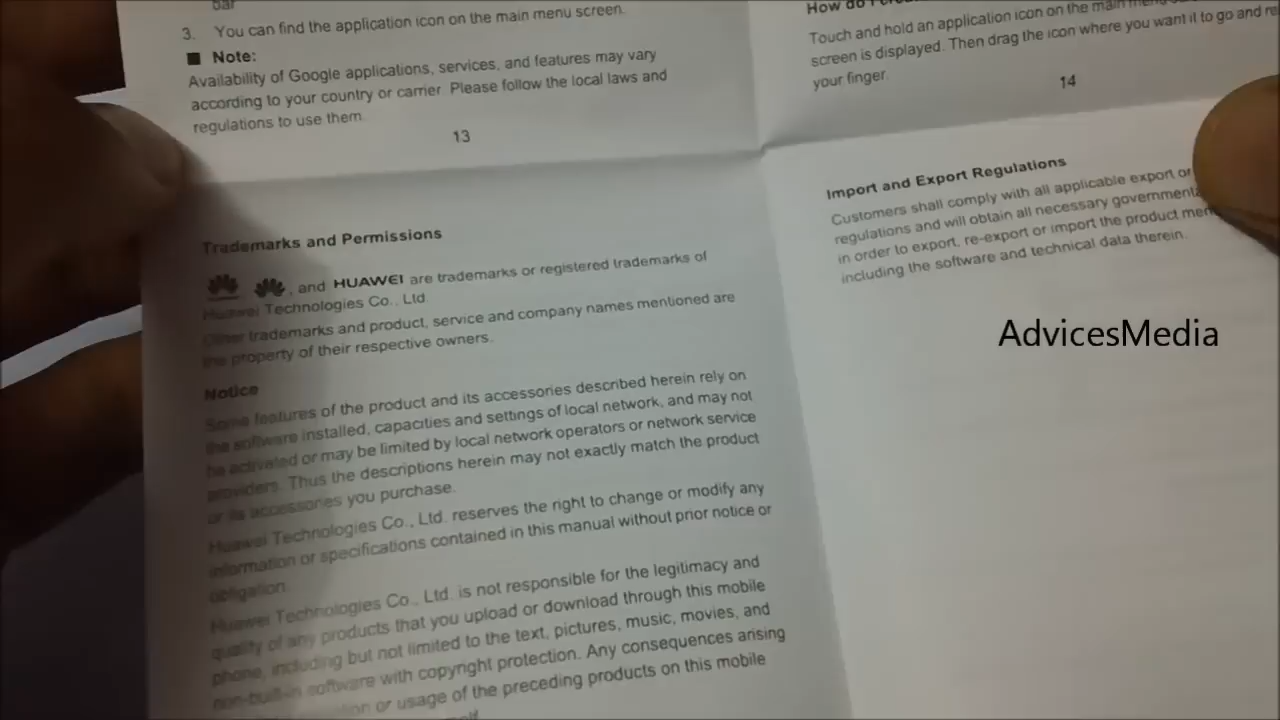 bar
3. You can find the application icon on the main menu screen.
■ Note:
Availability of Google applications, services, and features may vary
according to your country or carrier. Please follow the local laws and
regulations to use them.
13
How do I
Touch and hold an application icon on the main menu
screen is displayed. Then drag the icon where you want it to go and re
your finger.
14
Trademarks and Permissions
, and HUAWEI are trademarks or registered trademarks of
Huawei Technologies Co., Ltd.
Other trademarks and product, service and company names mentioned are
the property of their respective owners.
Notice
Some features of the product and its accessories described herein rely on
the software installed, capacities and settings of local network, and may not
be activated or may be limited by local network operators or network service
providers. Thus the descriptions herein may not exactly match the product
or its accessories you purchase.
Huawei Technologies Co., Ltd. reserves the right to change or modify any
information or specifications contained in this manual without prior notice or
obligation.
Huawei Technologies Co., Ltd. is not responsible for the legitimacy and
quality of any products that you upload or download through this mobile
phone, including but not limited to the text, pictures, music, movies, and
non-built-in software with copyright protection. Any consequences arising
or usage of the preceding products on this mobile
Import and Export Regulations
Customers shall comply with all applicable export or
regulations and will obtain all necessary governmenta
in order to export, re-export or import the product men
including the software and technical data therein.
AdvicesMedia